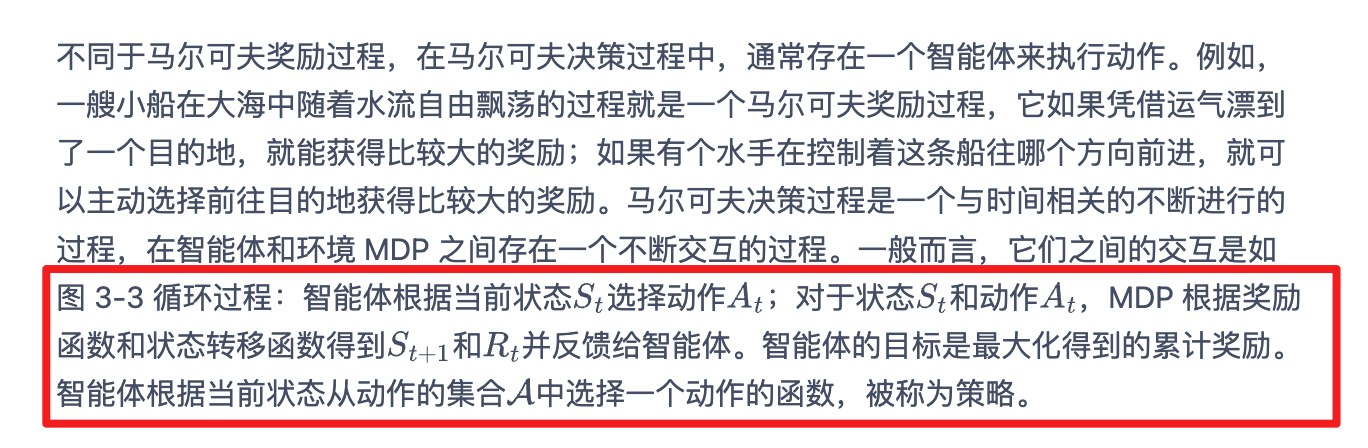 不同于马尔可夫奖励过程，在马尔可夫决策过程中，通常存在一个智能体来执行动作。例如，
一艘小船在大海中随着水流自由飘荡的过程就是一个马尔可夫奖励过程，它如果凭借运气漂到
了一个目的地，就能获得比较大的奖励；如果有个水手在控制着这条船往哪个方向前进，就可
以主动选择前往目的地获得比较大的奖励。马尔可夫决策过程是一个与时间相关的不断进行的
过程，在智能体和环境 MDP 之间存在一个不断交互的过程。一般而言，它们之间的交互是如
图 3-3 循环过程：智能体根据当前状态$S_t$选择动作$A_t$；对于状态$S_t$和动作$A_t$，MDP 根据奖励
函数和状态转移函数得到$S_{t+1}$和$R_t$并反馈给智能体。智能体的目标是最大化得到的累计奖励。
智能体根据当前状态从动作的集合$\mathcal{A}$中选择一个动作的函数，被称为策略。